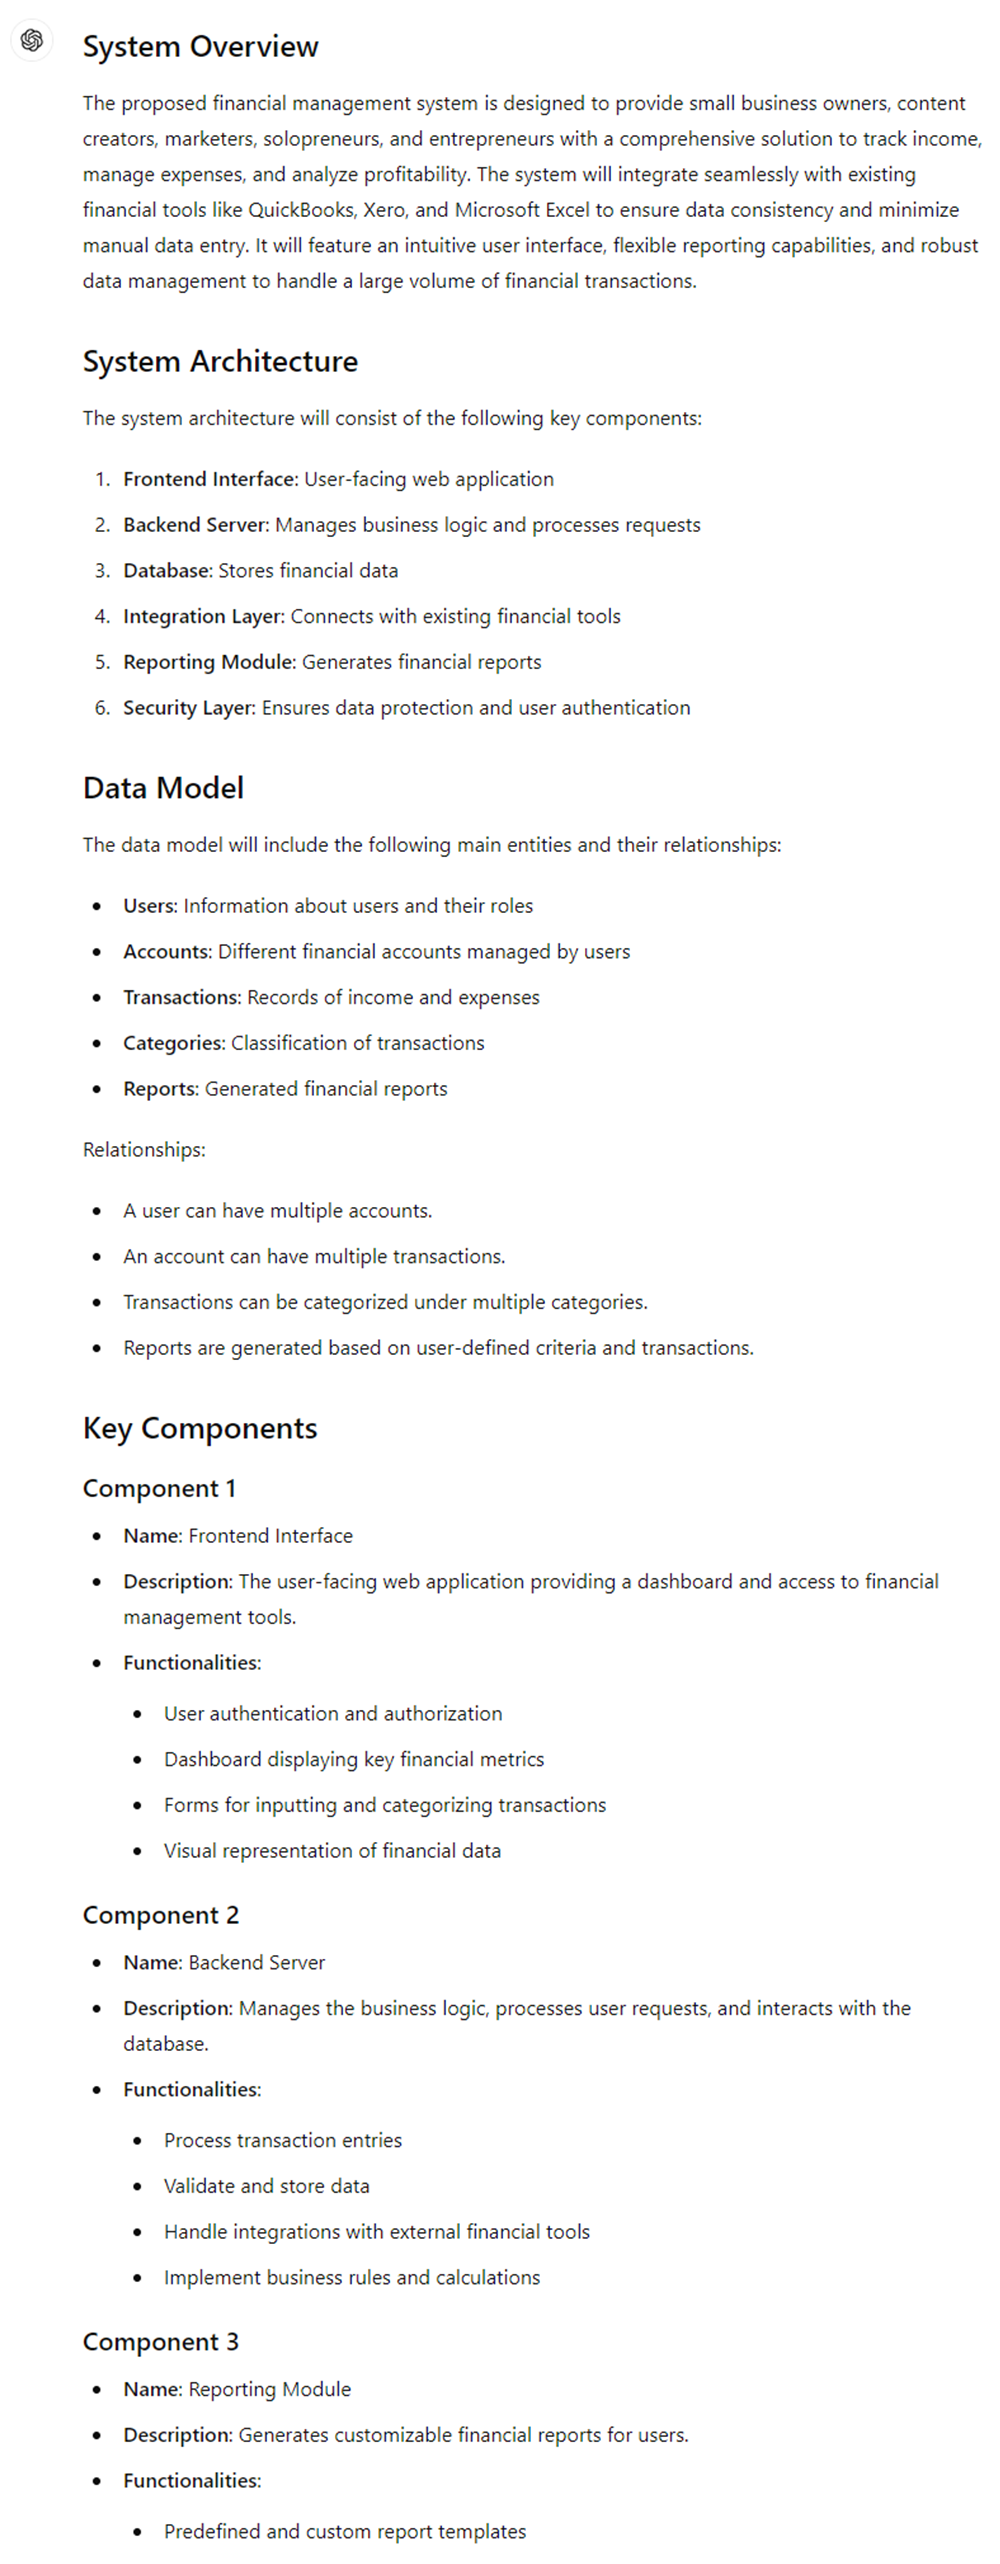 System Overview
The proposed financial management system is designed to provide small business owners, content
creators, marketers, solopreneurs, and entrepreneurs with a comprehensive solution to track income,
manage expenses, and analyze profitability. The system will integrate seamlessly with existing
financial tools like QuickBooks, Xero, and Microsoft Excel to ensure data consistency and minimize
manual data entry. It will feature an intuitive user interface, flexible reporting capabilities, and robust
data management to handle a large volume of financial transactions.
System Architecture
The system architecture will consist of the following key components:
1. Frontend Interface: User-facing web application
2. Backend Server: Manages business logic and processes requests
3. Database: Stores financial data
4. Integration Layer: Connects with existing financial tools
5. Reporting Module: Generates financial reports
6. Security Layer: Ensures data protection and user authentication
Data Model
The data model will include the following main entities and their relationships:
• Users: Information about users and their roles
• Accounts: Different financial accounts managed by users
• Transactions: Records of income and expenses
• Categories: Classification of transactions
• Reports: Generated financial reports
Relationships:
• A user can have multiple accounts.
• An account can have multiple transactions.
• Transactions can be categorized under multiple categories.
• Reports are generated based on user-defined criteria and transactions.
Key Components
Component 1
• Name: Frontend Interface
• Description: The user-facing web application providing a dashboard and access to financial
management tools.
• Functionalities:
• User authentication and authorization
• Dashboard displaying key financial metrics
• Forms for inputting and categorizing transactions
• Visual representation of financial data
Component 2
• Name: Backend Server
• Description: Manages the business logic, processes user requests, and interacts with the
database.
• Functionalities:
• Process transaction entries
• Validate and store data
• Handle integrations with external financial tools
• Implement business rules and calculations
Component 3
• Name: Reporting Module
• Description: Generates customizable financial reports for users.
• Functionalities:
• Predefined and custom report templates